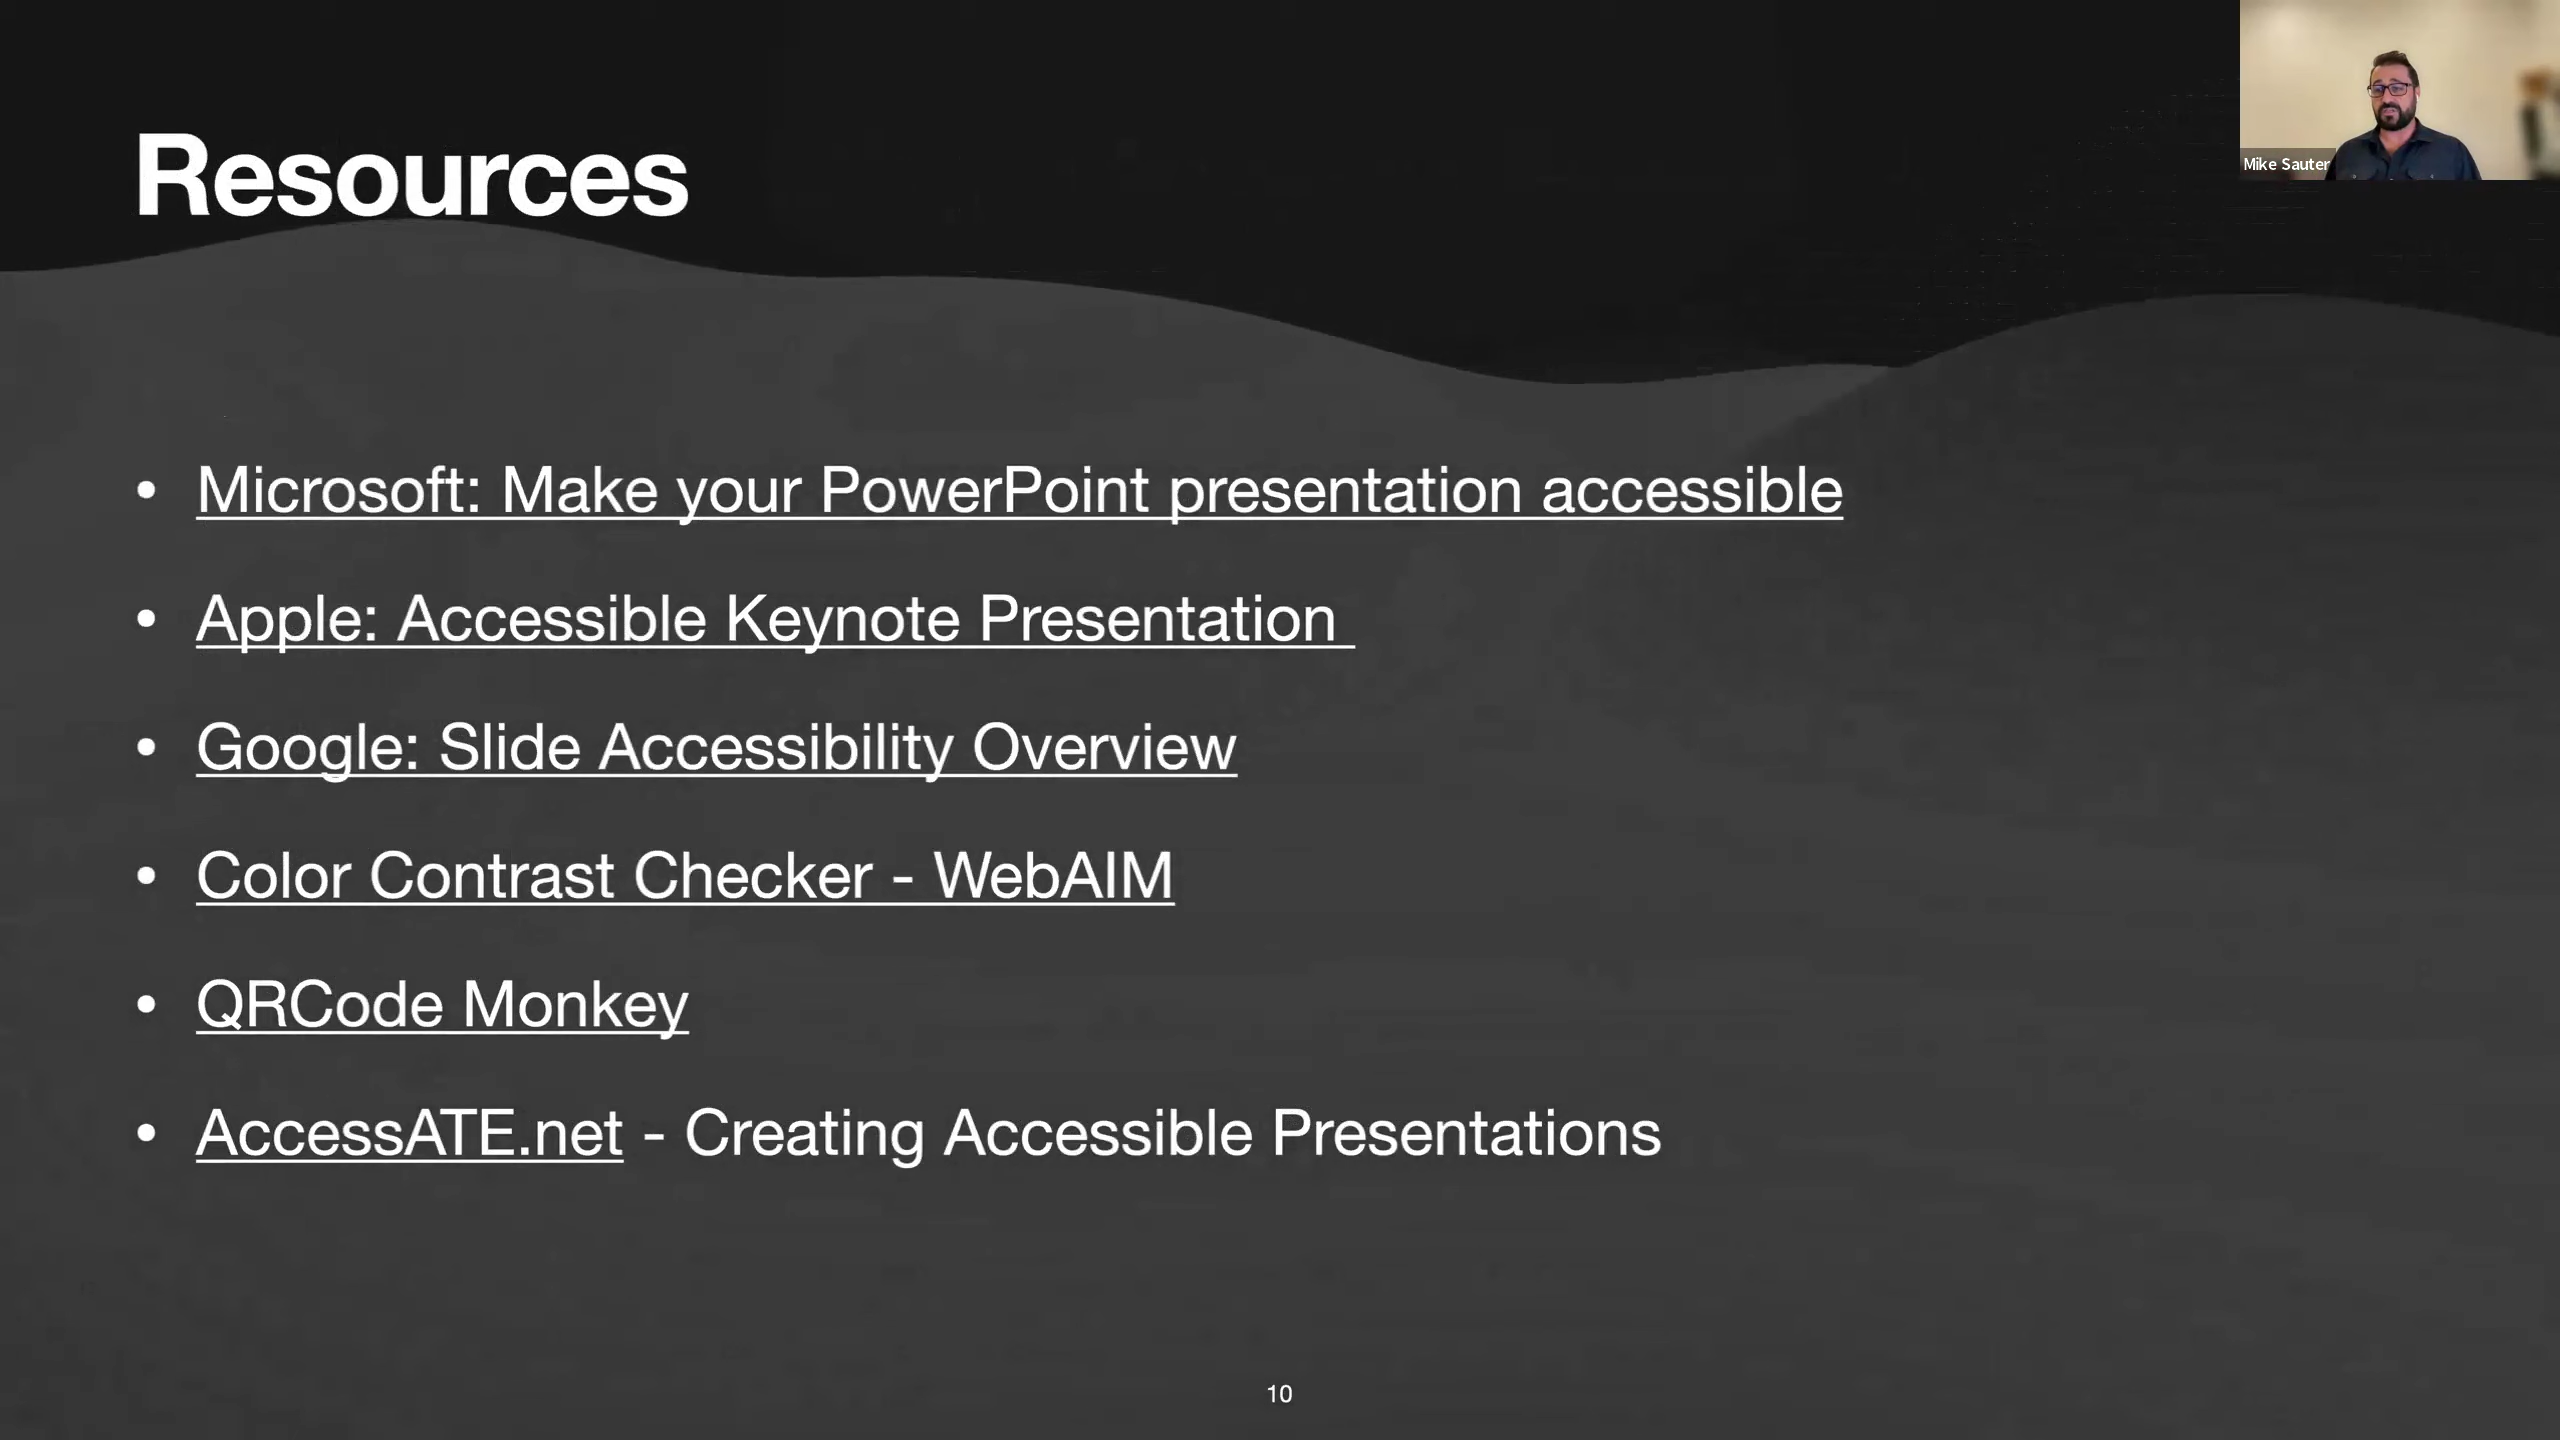 Resources
Mike Sauter
• Microsoft: Make your PowerPoint presentation accessible
• Apple: Accessible Keynote Presentation
• Google: Slide Accessibility Overview
• Color Contrast Checker - WebAIM
• QRCode Monkey
• AccessATE.net - Creating Accessible Presentations
10